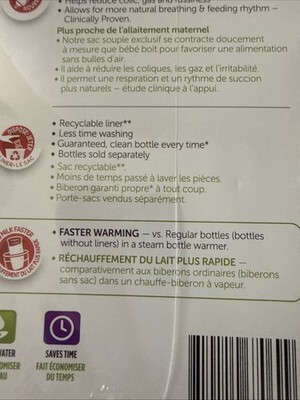 • Helps reduce colic, gas and fussiness
• Allows for more natural breathing & feeding rhythm –
Clinically Proven.
Plus proche de l'allaitement maternel
• Notre sac souple exclusif se contracte doucement
à mesure que bébé boit pour favoriser une alimentation
sans bulles d'air.
• Il aide à réduire les coliques, les gaz et l'irritabilité.
• Il permet une respiration et un rythme de succion
plus naturels – étude clinique à l'appui.
• Recyclable liner**
• Less time washing
• Guaranteed, clean bottle every time*
• Bottles sold separately
• Sac recyclable**.
• Moins de temps passé à laver les pièces.
• Biberon garanti propre* à tout coup.
• Porte-sacs vendus séparément.
• FASTER WARMING — vs. Regular bottles (bottles
without liners) in a steam bottle warmer.
• RÉCHAUFFEMENT DU LAIT PLUS RAPIDE —
comparativement aux biberons ordinaires (biberons
sans sac) dans un chauffe-biberon à vapeur.
MILK FASTER
SAVES TIME
FAIT ÉCONOMISER
DU TEMPS